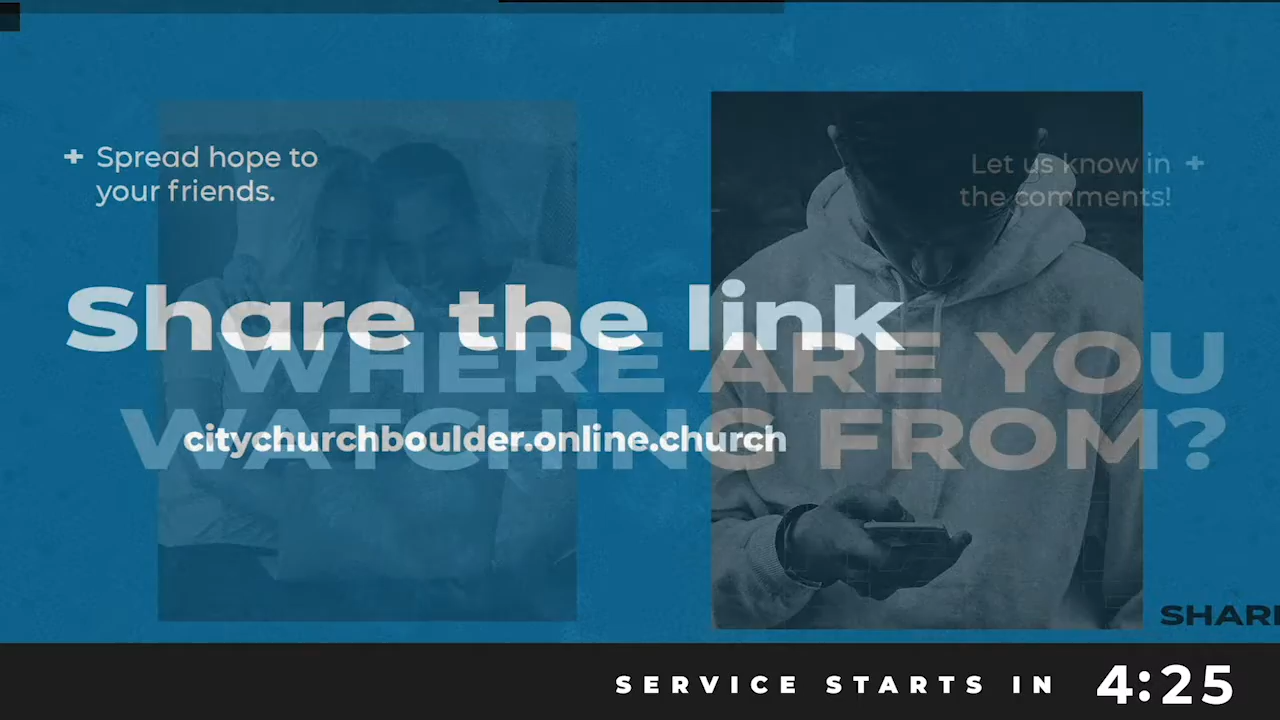 + Spread hope to
your friends.
Let us know in +
the comments!
Share the link
WHERE ARE YOU
WATCHING FROM?
citychurchboulder.online.church
SHAR
SERVICE STARTS IN 4:25